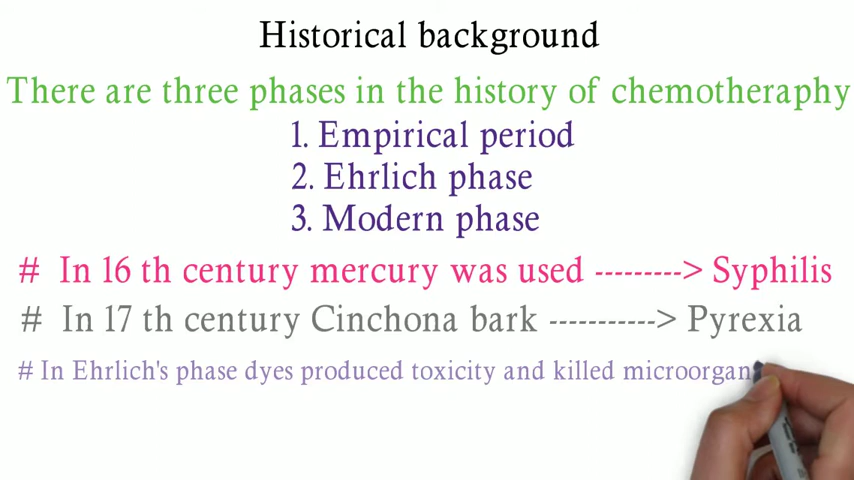 Historical background
There are three phases in the history of chemotheraphy
1. Empirical period
2. Ehrlich phase
3. Modern phase
# In 16 th century mercury was used ---------> Syphilis
# In 17 th century Cinchona bark -----------> Pyrexia
# In Ehrlich's phase dyes produced toxicity and killed microorgan